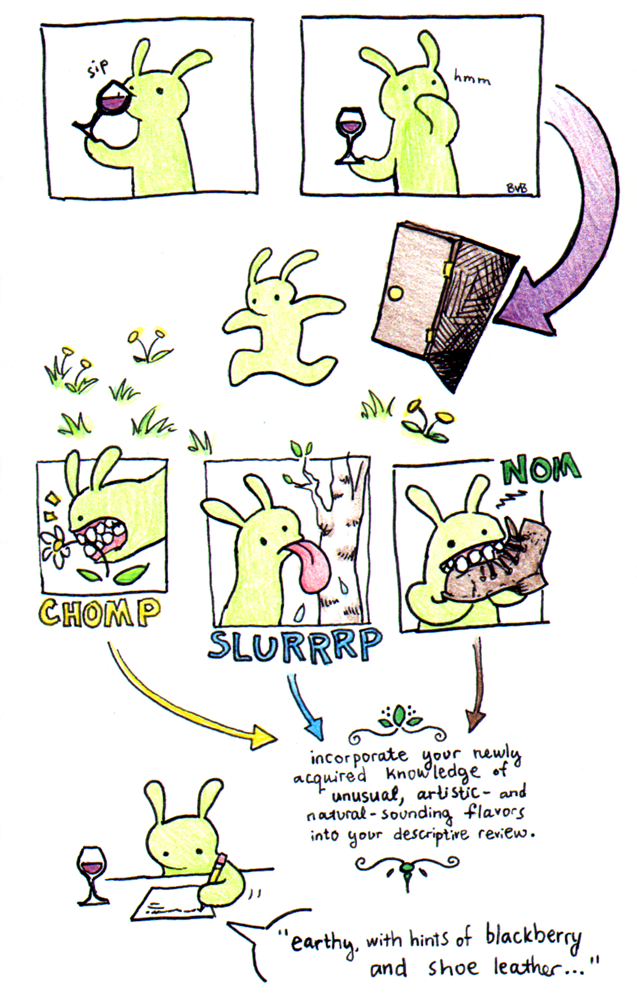 sip
hmm
BvB
NOM
CHOMP
SLURRRP
incorporate your newly
acquired knowledge of
unusual, artistic- and
natural-sounding flavors
into your descriptive review.
"earthy, with hints of blackberry
and shoe leather..."